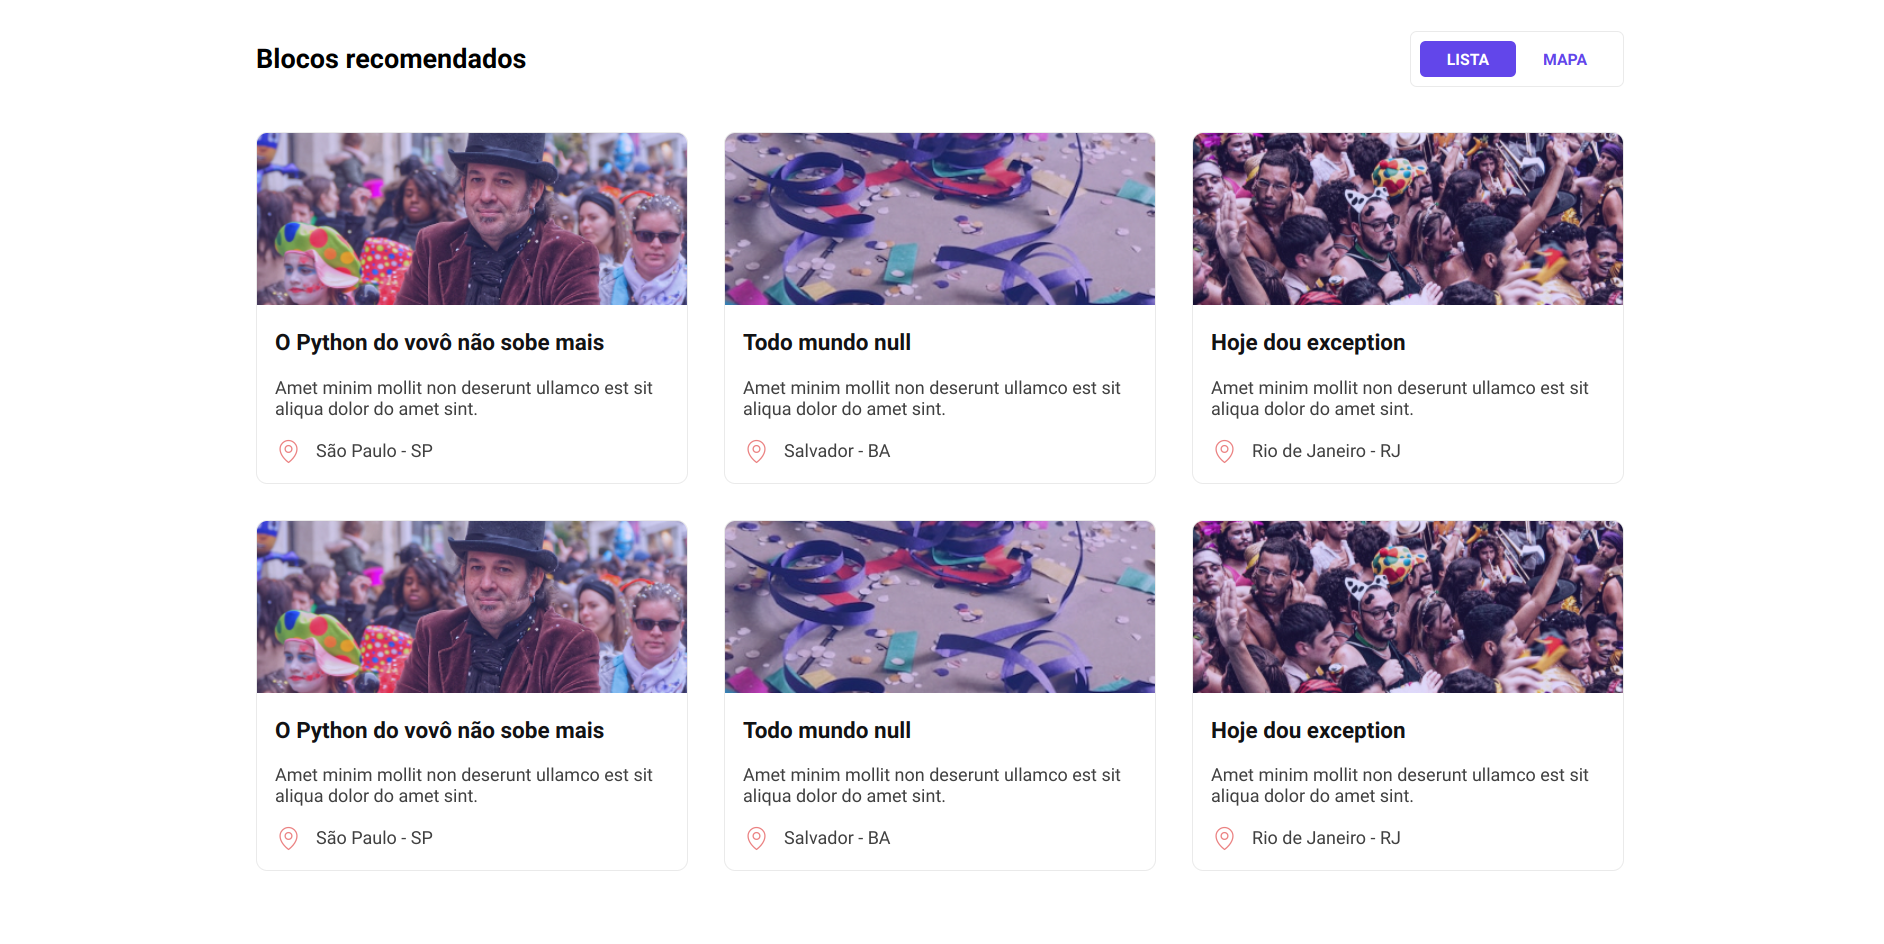 Blocos recomendados
LISTA
MAPA
O Python do vovô não sobe mais
Amet minim mollit non deserunt ullamco est sit
aliqua dolor do amet sint.
São Paulo - SP
Todo mundo null
Amet minim mollit non deserunt ullamco est sit
aliqua dolor do amet sint.
Salvador - BA
Hoje dou exception
Amet minim mollit non deserunt ullamco est sit
aliqua dolor do amet sint.
Rio de Janeiro - RJ
O Python do vovô não sobe mais
Amet minim mollit non deserunt ullamco est sit
aliqua dolor do amet sint.
São Paulo - SP
Todo mundo null
Amet minim mollit non deserunt ullamco est sit
aliqua dolor do amet sint.
Salvador - BA
Hoje dou exception
Amet minim mollit non deserunt ullamco est sit
aliqua dolor do amet sint.
Rio de Janeiro - RJ